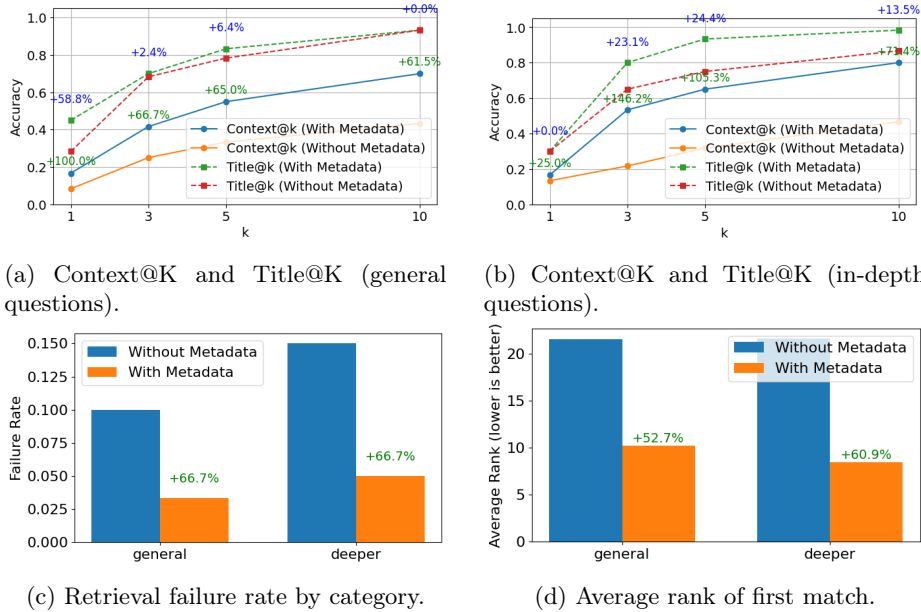 1.0
0.8
0.6
0.4
0.2
0.0
Accuracy
+58.8%
+2.4%
+6.4%
+0.0%
+100.0%
+66.7%
+65.0%
+61.5%
Context@k (With Metadata)
Context@k (Without Metadata)
Title@k (With Metadata)
Title@k (Without Metadata)
1 3 5 10
k
(a) Context@K and Title@K (general
questions).
1.0
0.8
0.6
0.4
0.2
0.0
Accuracy
+0.0%
+23.1%
+24.4%
+13.5%
+25.0%
+146.2%
+105.3%
+71.4%
Context@k (With Metadata)
Context@k (Without Metadata)
Title@k (With Metadata)
Title@k (Without Metadata)
1 3 5 10
k
(b) Context@K and Title@K (in-depth
questions).
0.150
0.125
0.100
0.075
0.050
0.025
0.000
Failure Rate
Without Metadata
With Metadata
+66.7%
+66.7%
general deeper
(c) Retrieval failure rate by category.
20
15
10
5
0
Average Rank (lower is better)
Without Metadata
With Metadata
+52.7%
+60.9%
general deeper
(d) Average rank of first match.